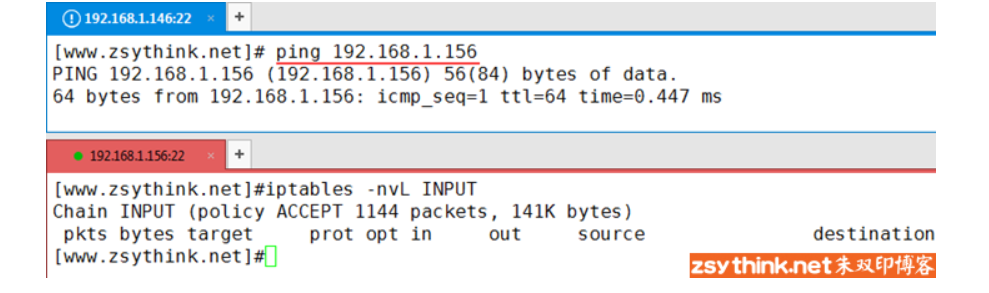 192.168.1.146:22 × +
[www.zsythink.net]# ping 192.168.1.156
PING 192.168.1.156 (192.168.1.156) 56(84) bytes of data.
64 bytes from 192.168.1.156: icmp_seq=1 ttl=64 time=0.447 ms
192.168.1.156:22 × +
[www.zsythink.net]#iptables -nvL INPUT
Chain INPUT (policy ACCEPT 1144 packets, 141K bytes)
pkts bytes target prot opt in out source destination
[www.zsythink.net]#
zsythink.net朱双印博客